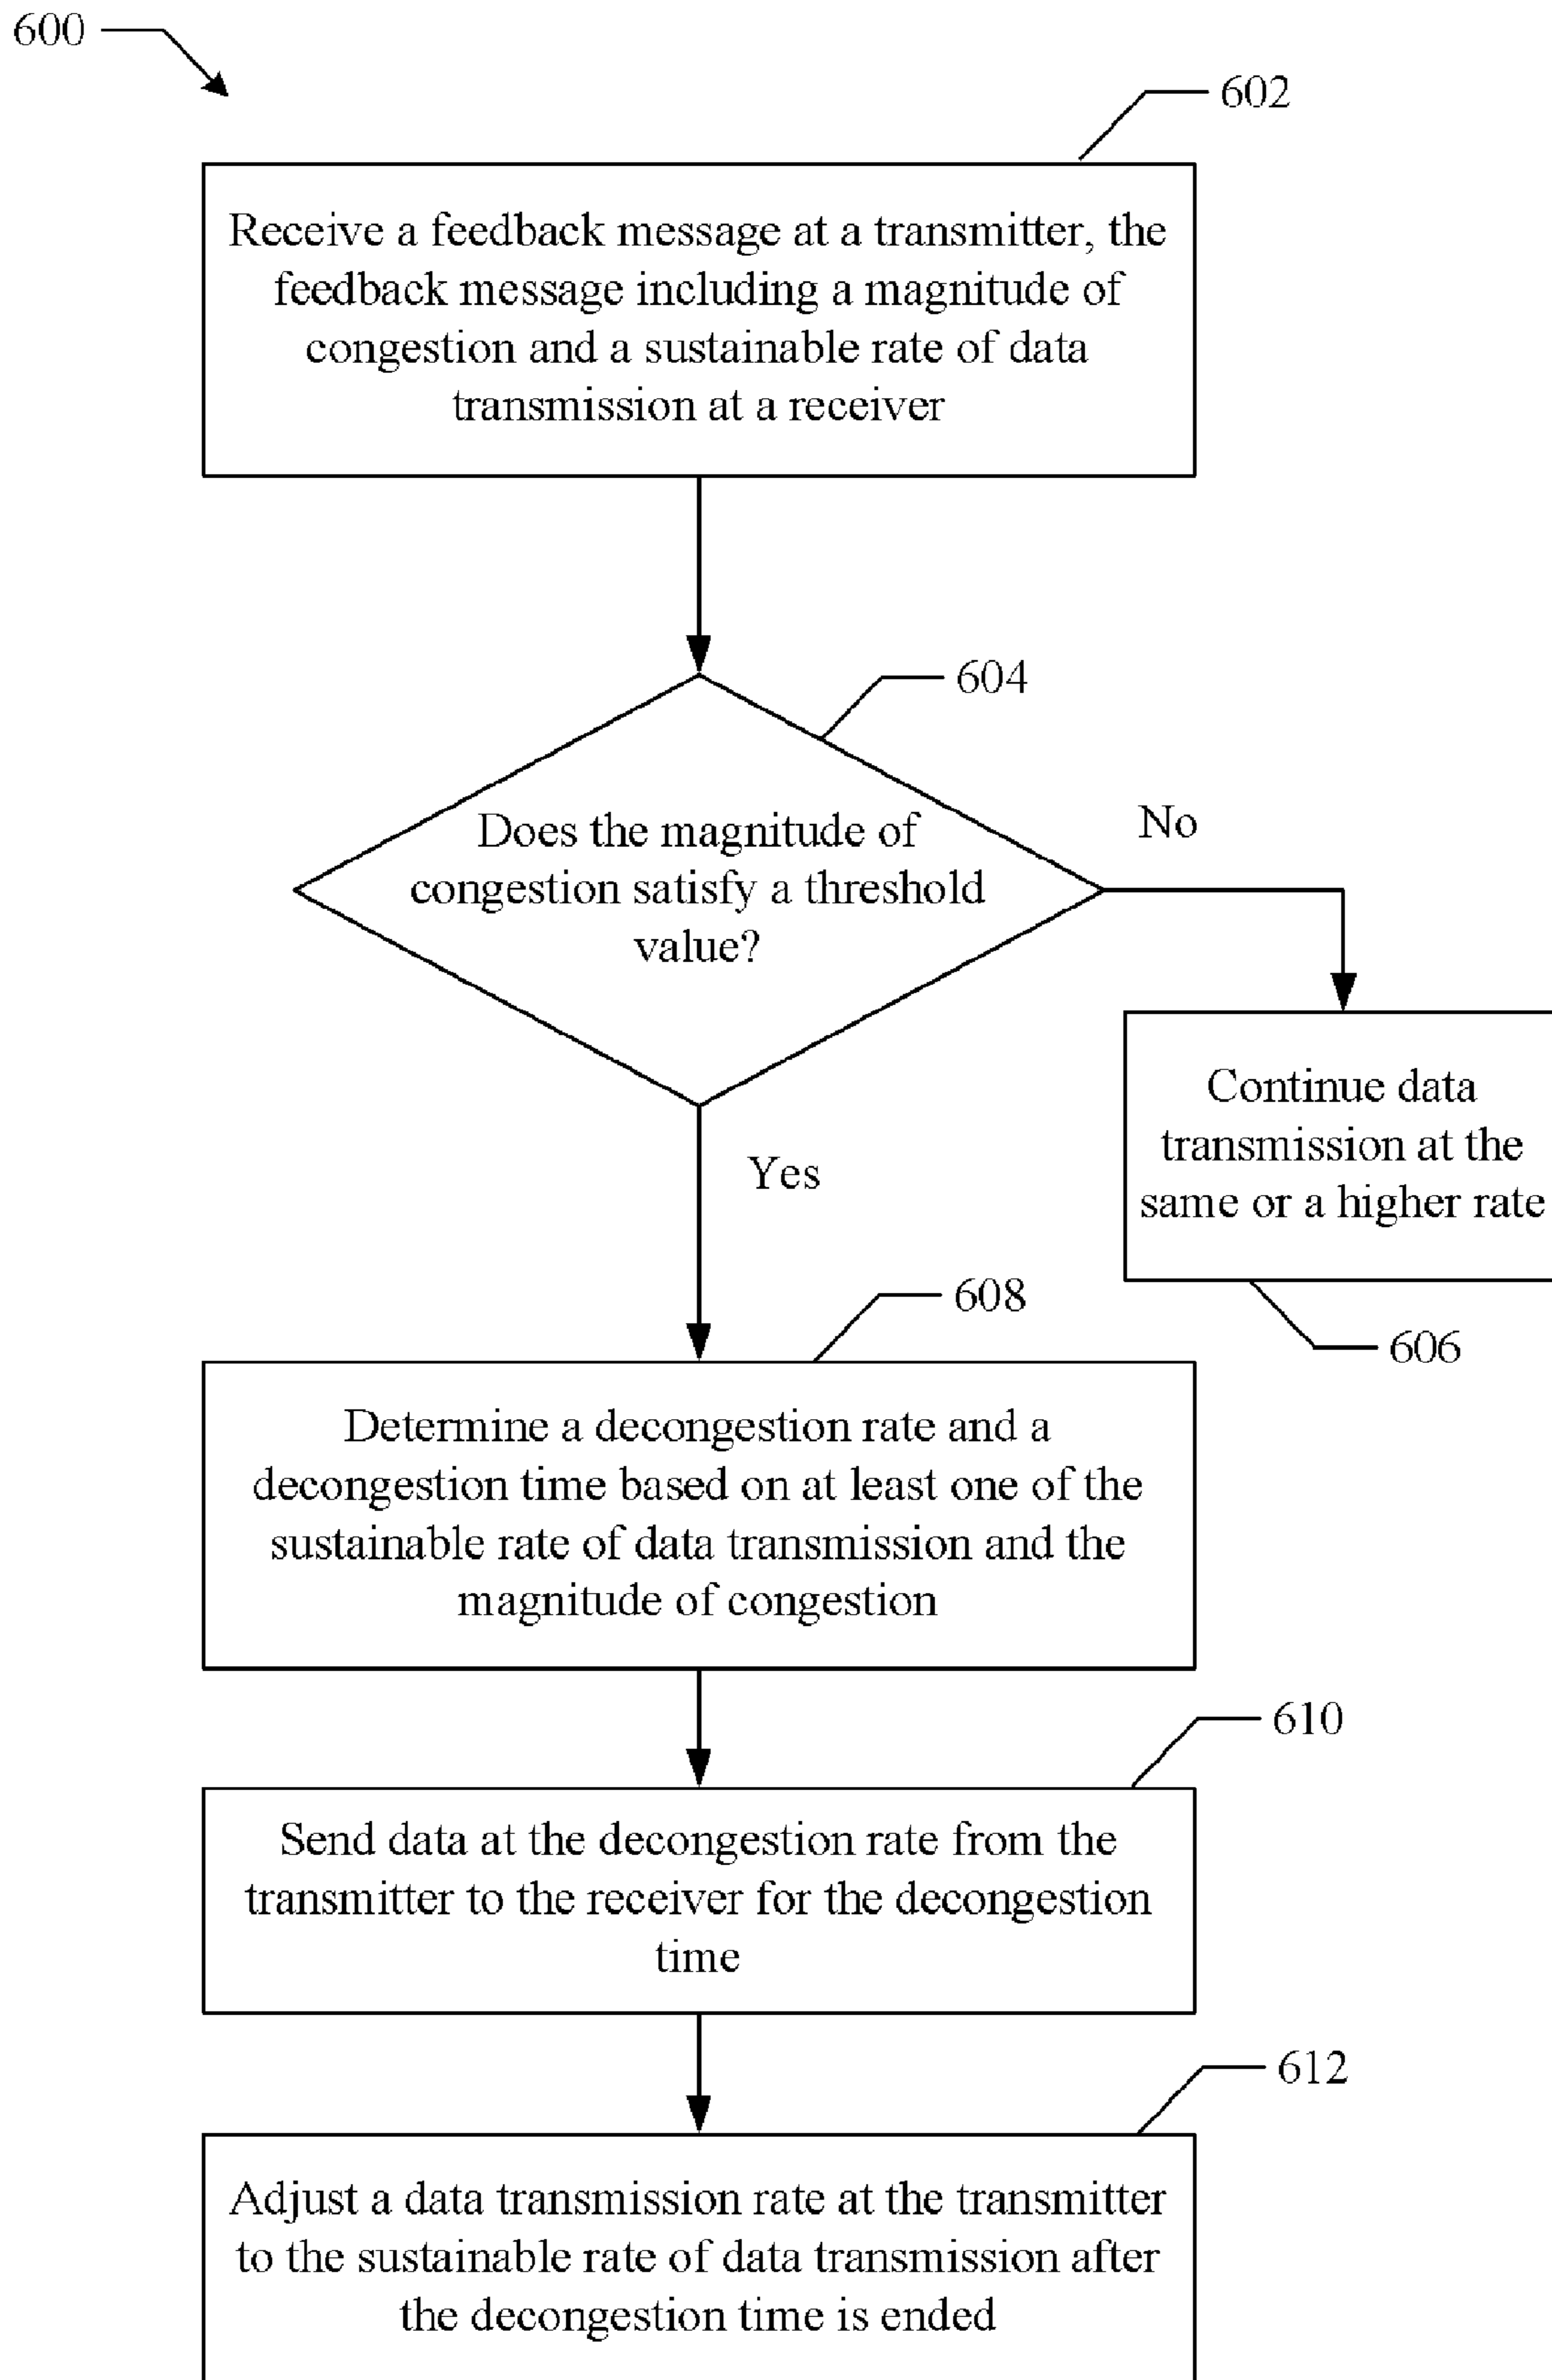 600
602
Receive a feedback message at a transmitter, the
feedback message including a magnitude of
congestion and a sustainable rate of data
transmission at a receiver
604
Does the magnitude of
congestion satisfy a threshold
value?
No
Continue data
transmission at the
same or a higher rate
606
Yes
608
Determine a decongestion rate and a
decongestion time based on at least one of the
sustainable rate of data transmission and the
magnitude of congestion
610
Send data at the decongestion rate from the
transmitter to the receiver for the decongestion
time
612
Adjust a data transmission rate at the transmitter
to the sustainable rate of data transmission after
the decongestion time is ended